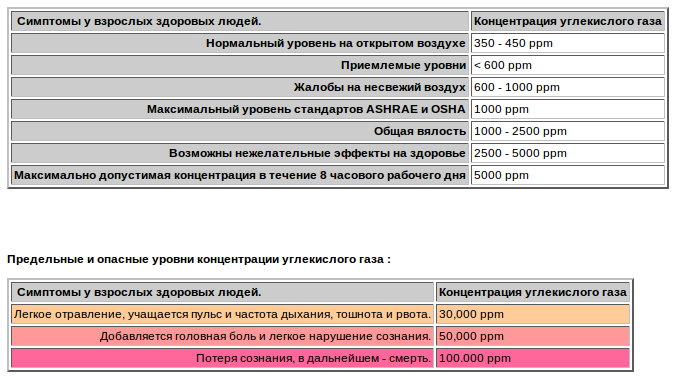 Симптомы у взрослых здоровых людей. Концентрация углекислого газа
Нормальный уровень на открытом воздухе 350 - 450 ppm
Приемлемые уровни < 600 ppm
Жалобы на несвежий воздух 600 - 1000 ppm
Максимальный уровень стандартов ASHRAE и OSHA 1000 ppm
Общая вялость 1000 - 2500 ppm
Возможны нежелательные эффекты на здоровье 2500 - 5000 ppm
Максимально допустимая концентрация в течение 8 часового рабочего дня 5000 ppm
Предельные и опасные уровни концентрации углекислого газа :
Симптомы у взрослых здоровых людей. Концентрация углекислого газа
Легкое отравление, учащается пульс и частота дыхания, тошнота и рвота. 30,000 ppm
Добавляется головная боль и легкое нарушение сознания. 50,000 ppm
Потеря сознания, в дальнейшем - смерть. 100.000 ppm